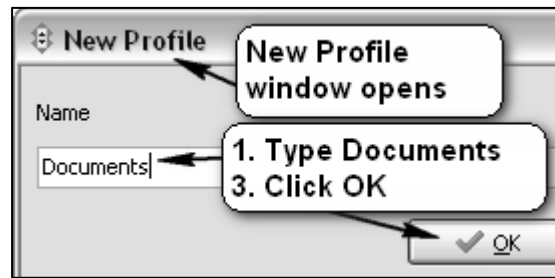 New Profile
New Profile
window opens
Name
Documents
1. Type Documents
3. Click OK
OK